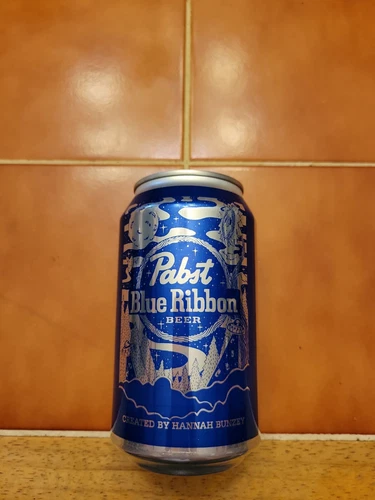 Pabst
Blue Ribbon
BEER
CREATED BY HANNAH BUNZEY